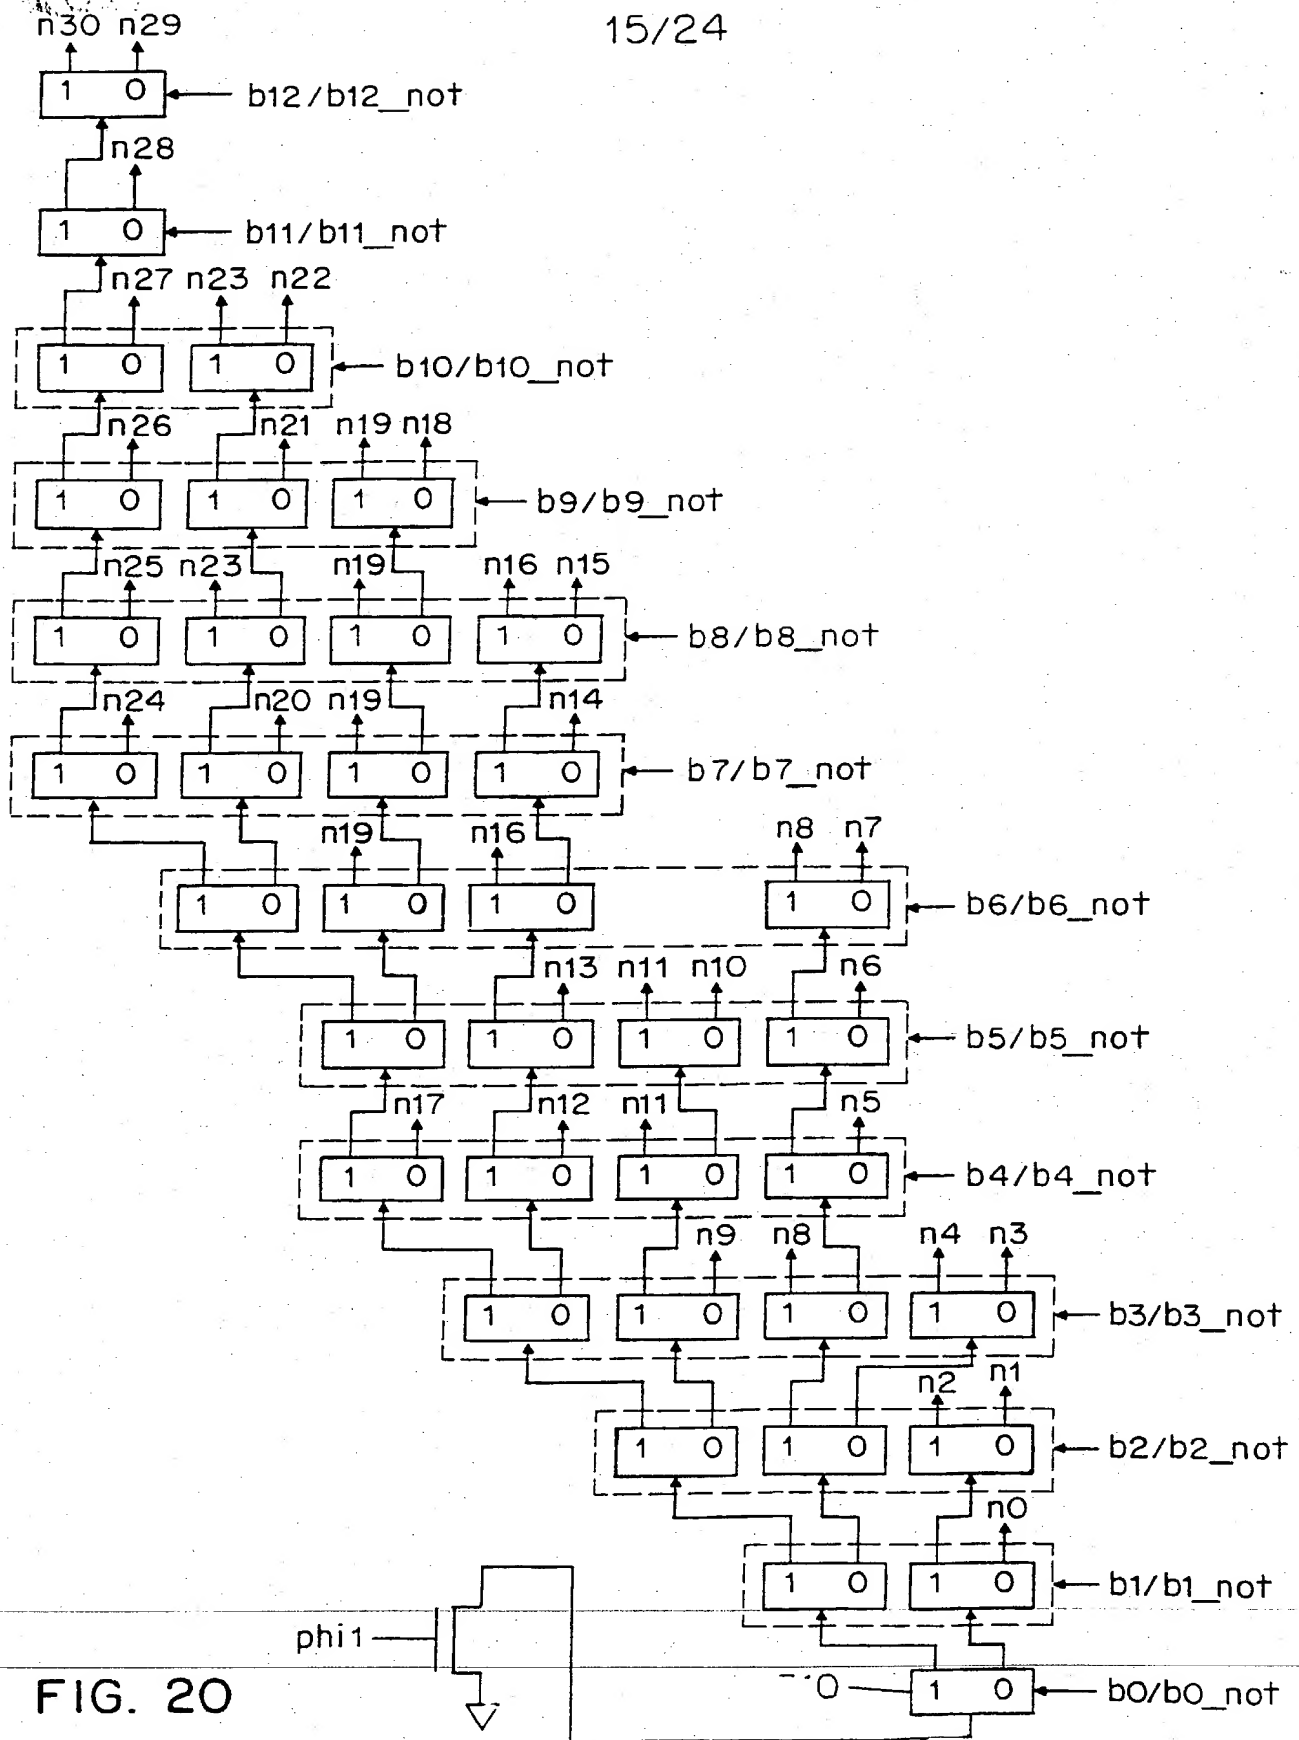 15/24
n30 n29
1 0 b12/b12_not
n28
1 0 b11/b11_not
n27 n23 n22
1 0 1 0 b10/b10_not
n26 n21 n19 n18
1 0 1 0 1 0 b9/b9_not
n25 n23 n19 n16 n15
1 0 1 0 1 0 1 0 b8/b8_not
n24 n20 n19 n14
1 0 1 0 1 0 1 0 b7/b7_not
n19 n16 n8 n7
1 0 1 0 1 0 1 0 b6/b6_not
n13 n11 n10 n6
1 0 1 0 1 0 1 0 b5/b5_not
n17 n12 n11 n5
1 0 1 0 1 0 1 0 b4/b4_not
n9 n8 n4 n3
1 0 1 0 1 0 1 0 b3/b3_not
n2 n1
1 0 1 0 1 0 b2/b2_not
n0
1 0 1 0 b1/b1_not
phi1
1 0 b0/b0_not
FIG. 20